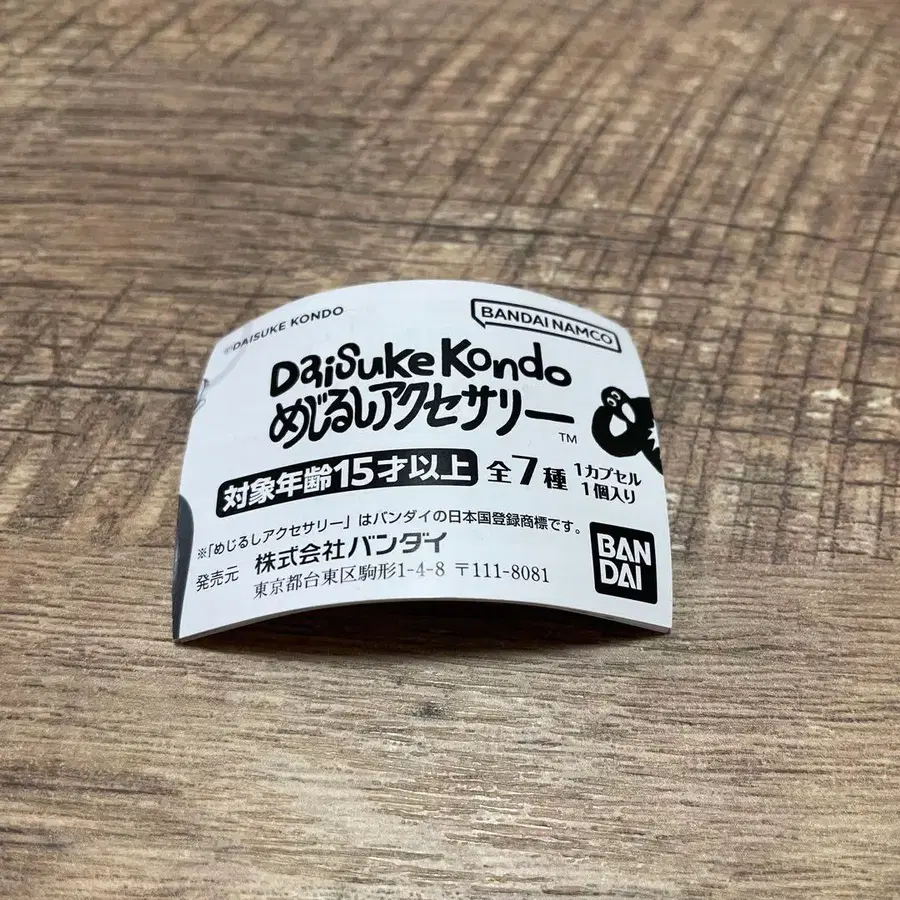 ©DAISUKE KONDO
BANDAI NAMCO
DaisukeKondo
めじるしアクセサリー™
対象年齢15才以上 全7種 1カプセル
1個入り
※「めじるしアクセサリー」はバンダイの日本国登録商標です。
発売元 株式会社バンダイ
東京都台東区駒形1-4-8 〒111-8081
BAN
DAI